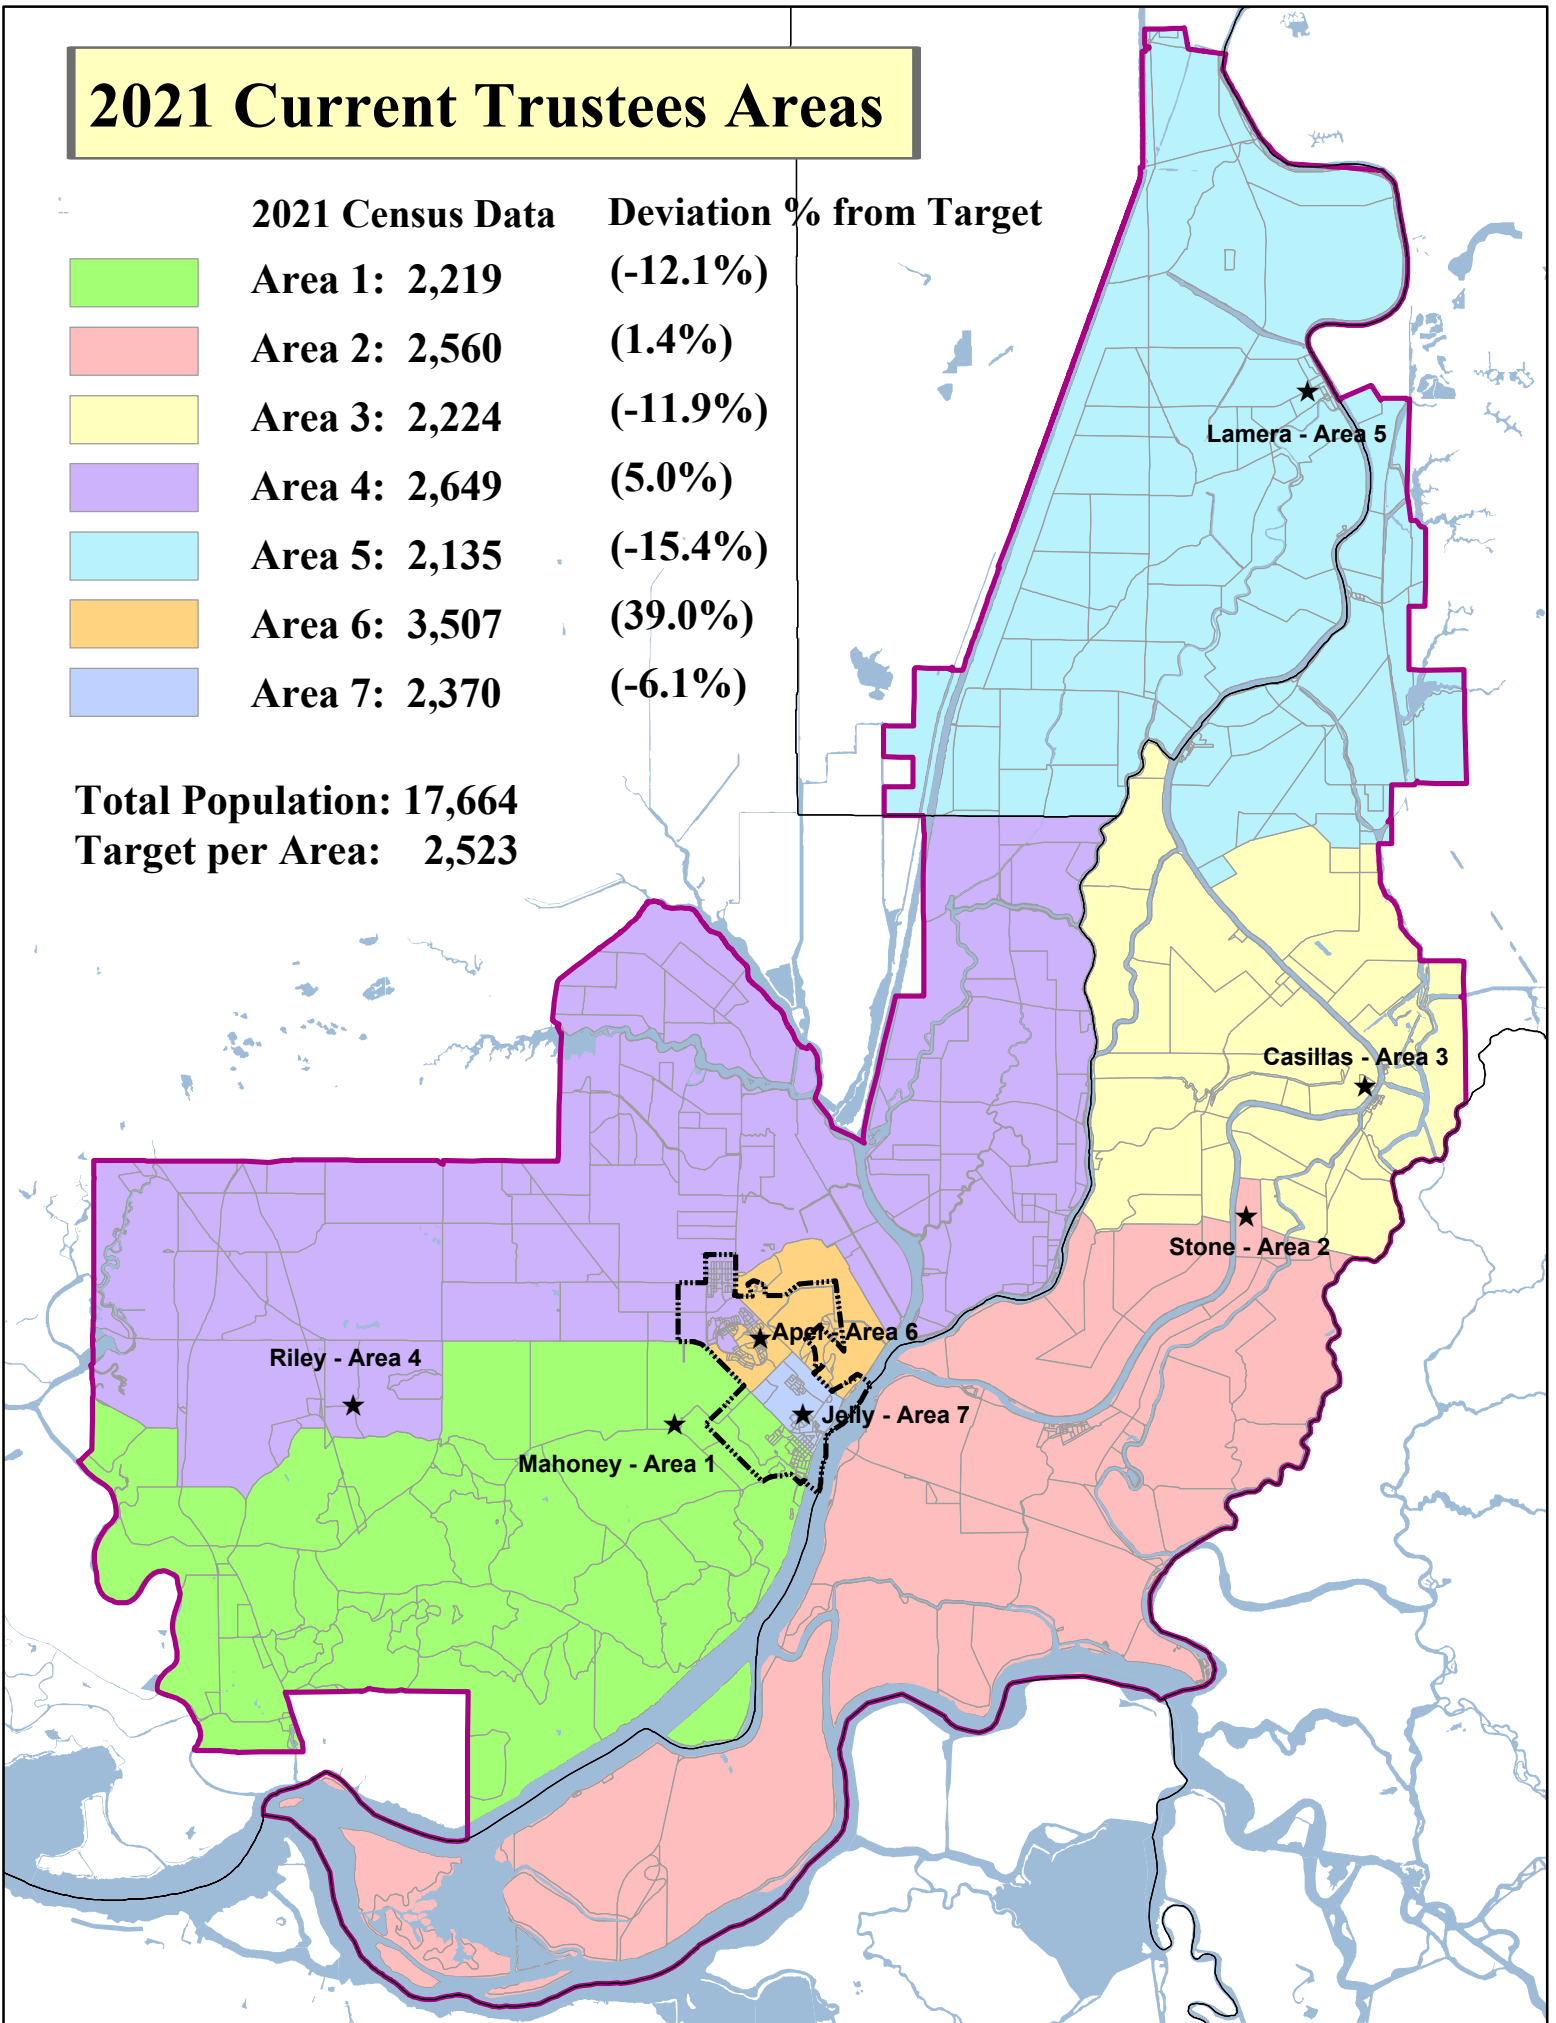 2021 Current Trustees Areas
2021 Census Data Deviation % from Target
Area 1: 2,219 (-12.1%)
Area 2: 2,560 (1.4%)
Area 3: 2,224 (-11.9%)
Area 4: 2,649 (5.0%)
Area 5: 2,135 (-15.4%)
Area 6: 3,507 (39.0%)
Area 7: 2,370 (-6.1%)
Total Population: 17,664
Target per Area: 2,523
Lamera - Area 5
Casillas - Area 3
Stone - Area 2
Apel - Area 6
Riley - Area 4
Jelly - Area 7
Mahoney - Area 1